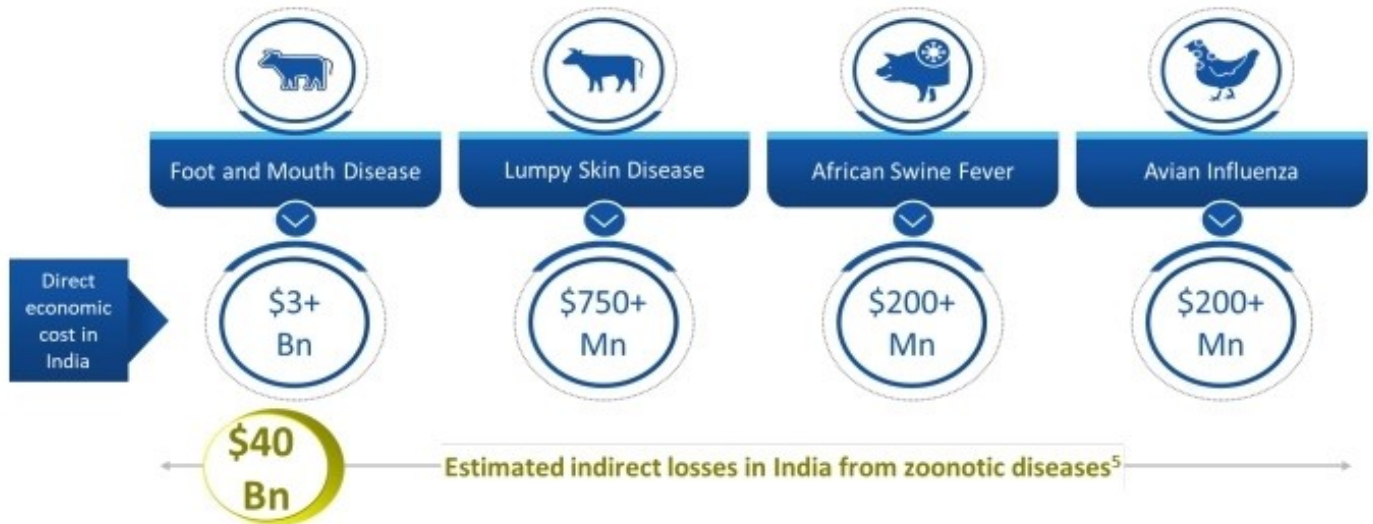 Foot and Mouth Disease
Lumpy Skin Disease
African Swine Fever
Avian Influenza
Direct
economic
cost in
India
$3+
Bn
$750+
Mn
$200+
Mn
$200+
Mn
$40
Bn
Estimated indirect losses in India from zoonotic diseases⁵